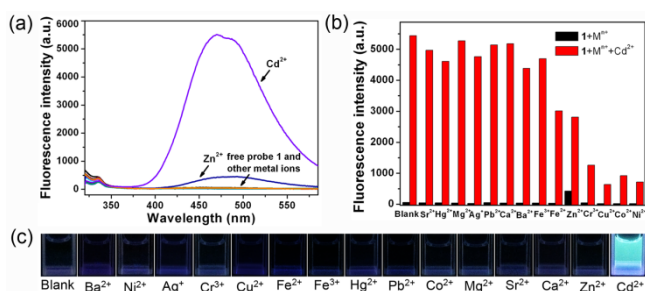 (a)
Fluorescence intensity (a.u.)
6000
5000
4000
3000
2000
1000
0
Cd²⁺
Zn²⁺
free probe 1 and
other metal ions
350 400 450 500 550
Wavelength (nm)
(b)
Fluorescence intensity (a.u.)
5000
4000
3000
2000
1000
0
1+Mⁿ⁺
1+Mⁿ⁺+Cd²⁺
Blank Sr²⁺ Hg²⁺ Mg²⁺ Ag⁺ Pb²⁺ Ca²⁺ Ba²⁺ Fe³⁺ Fe²⁺ Zn²⁺ Cr³⁺ Cu²⁺ Co²⁺ Ni²⁺
(c)
Blank Ba²⁺ Ni²⁺ Ag⁺ Cr³⁺ Cu²⁺ Fe²⁺ Fe³⁺ Hg²⁺ Pb²⁺ Co²⁺ Mg²⁺ Sr²⁺ Ca²⁺ Zn²⁺ Cd²⁺